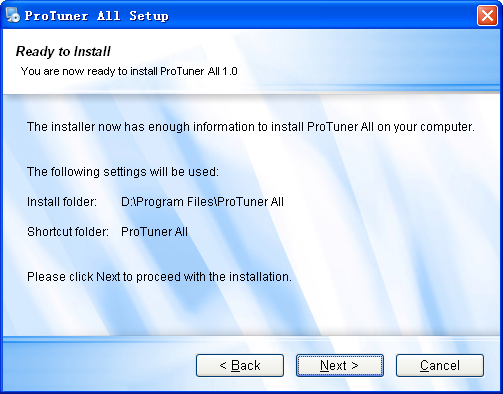 ProTuner All Setup
Ready to Install
You are now ready to install ProTuner All 1.0
The installer now has enough information to install ProTuner All on your computer.
The following settings will be used:
Install folder: D:\Program Files\ProTuner All
Shortcut folder: ProTuner All
Please click Next to proceed with the installation.
< Back Next > Cancel